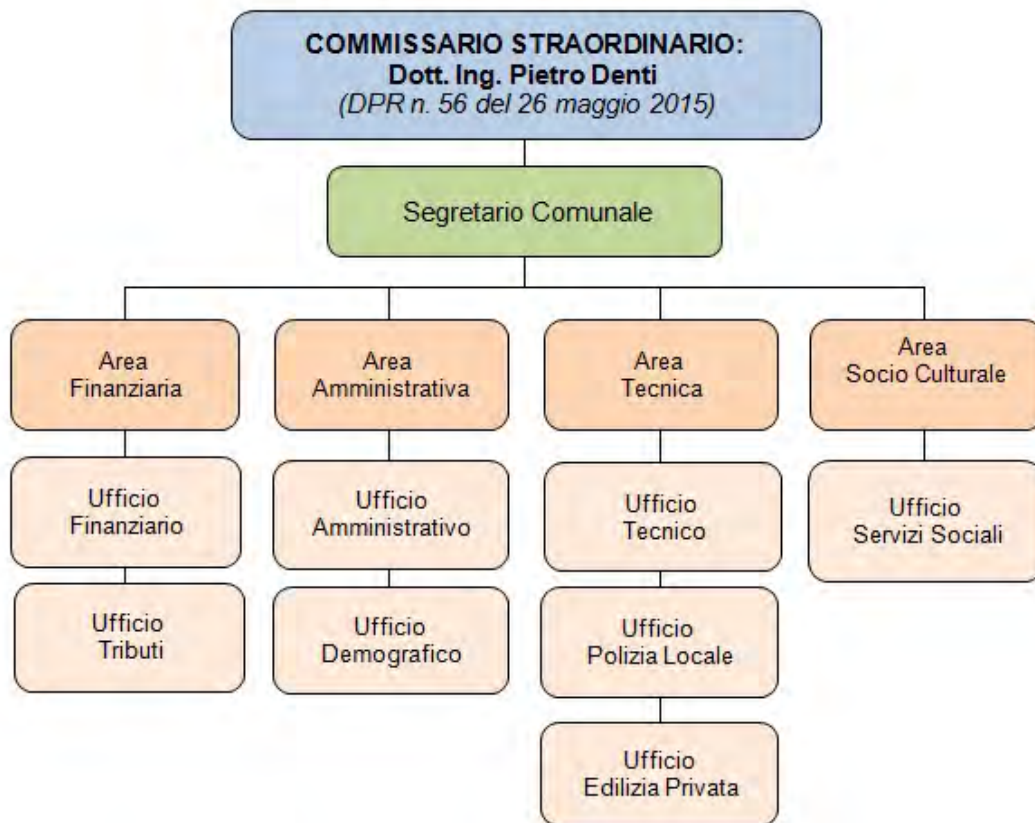 COMMISSARIO STRAORDINARIO:
Dott. Ing. Pietro Denti
(DPR n. 56 del 26 maggio 2015)
Segretario Comunale
Area
Finanziaria
Area
Amministrativa
Area
Tecnica
Area
Socio Culturale
Ufficio
Finanziario
Ufficio
Amministrativo
Ufficio
Tecnico
Ufficio
Servizi Sociali
Ufficio
Tributi
Ufficio
Demografico
Ufficio
Polizia Locale
Ufficio
Edilizia Privata